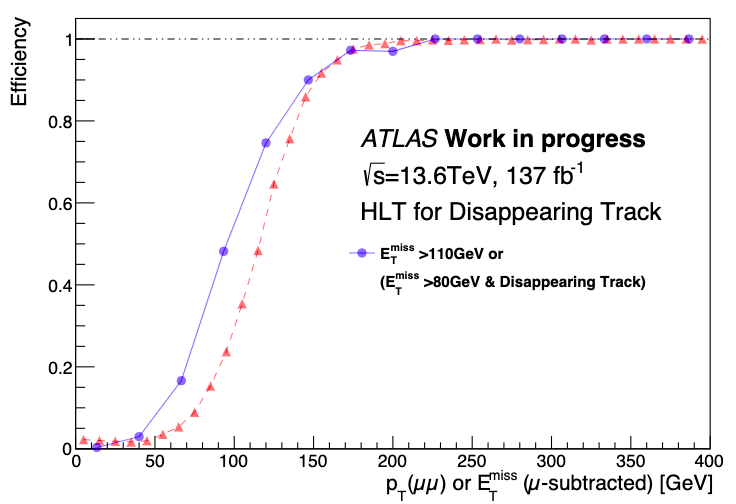 Efficiency
1
0.8
0.6
0.4
0.2
0
ATLAS Work in progress
√s=13.6TeV, 137 fb⁻¹
HLT for Disappearing Track
E_T^miss >110GeV or
(E_T^miss >80GeV & Disappearing Track)
0 50 100 150 200 250 300 350 400
p_T(μμ) or E_T^miss (μ-subtracted) [GeV]